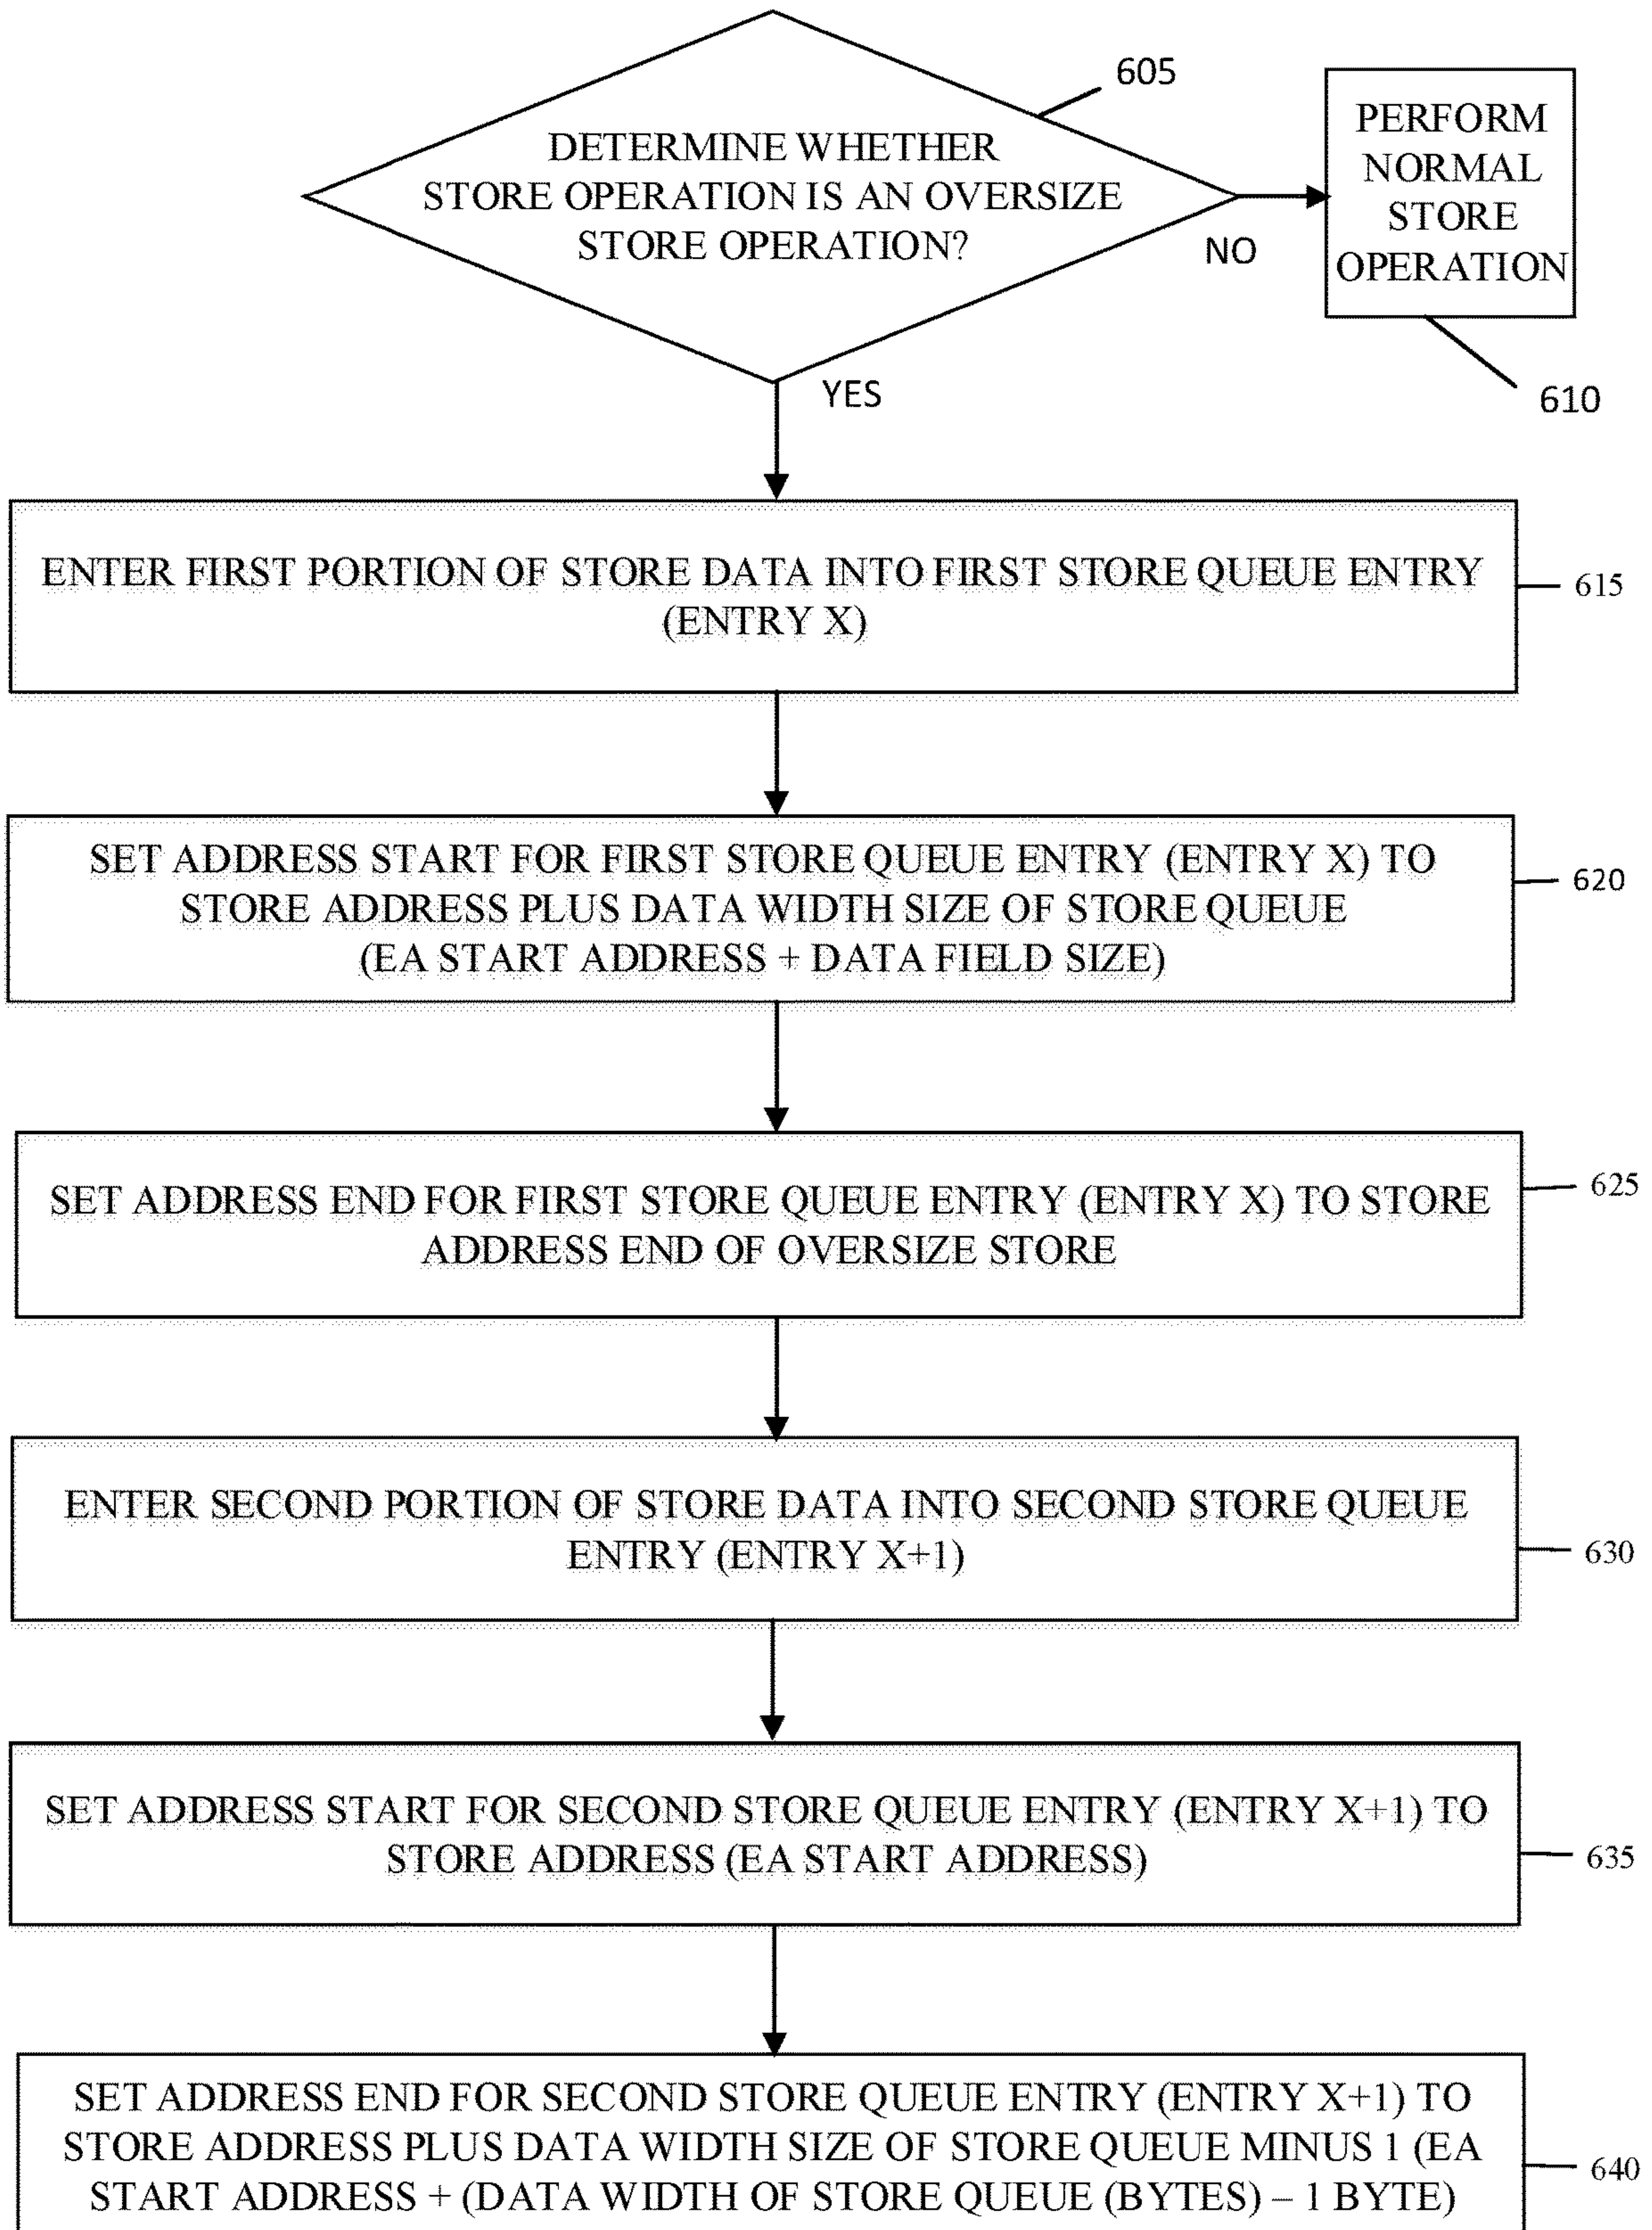 605
DETERMINE WHETHER
STORE OPERATION IS AN OVERSIZE
STORE OPERATION?
PERFORM
NORMAL
STORE
OPERATION
NO
610
YES
ENTER FIRST PORTION OF STORE DATA INTO FIRST STORE QUEUE ENTRY
(ENTRY X)
615
SET ADDRESS START FOR FIRST STORE QUEUE ENTRY (ENTRY X) TO
STORE ADDRESS PLUS DATA WIDTH SIZE OF STORE QUEUE
(EA START ADDRESS + DATA FIELD SIZE)
620
SET ADDRESS END FOR FIRST STORE QUEUE ENTRY (ENTRY X) TO STORE
ADDRESS END OF OVERSIZE STORE
625
ENTER SECOND PORTION OF STORE DATA INTO SECOND STORE QUEUE
ENTRY (ENTRY X+1)
630
SET ADDRESS START FOR SECOND STORE QUEUE ENTRY (ENTRY X+1) TO
STORE ADDRESS (EA START ADDRESS)
635
SET ADDRESS END FOR SECOND STORE QUEUE ENTRY (ENTRY X+1) TO
STORE ADDRESS PLUS DATA WIDTH SIZE OF STORE QUEUE MINUS 1 (EA
START ADDRESS + (DATA WIDTH OF STORE QUEUE (BYTES) – 1 BYTE)
640